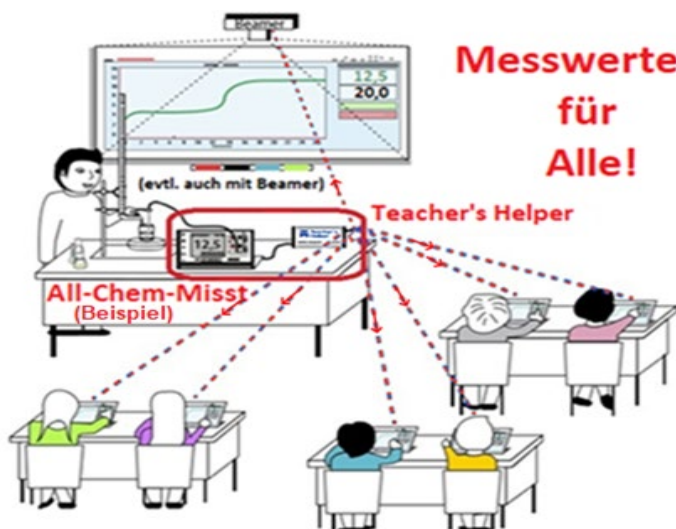 Beamer
12,5
20,0
Messwerte
für
Alle!
(evtl. auch mit Beamer)
Teacher's Helper
12,5
All-Chem-Misst
(Beispiel)